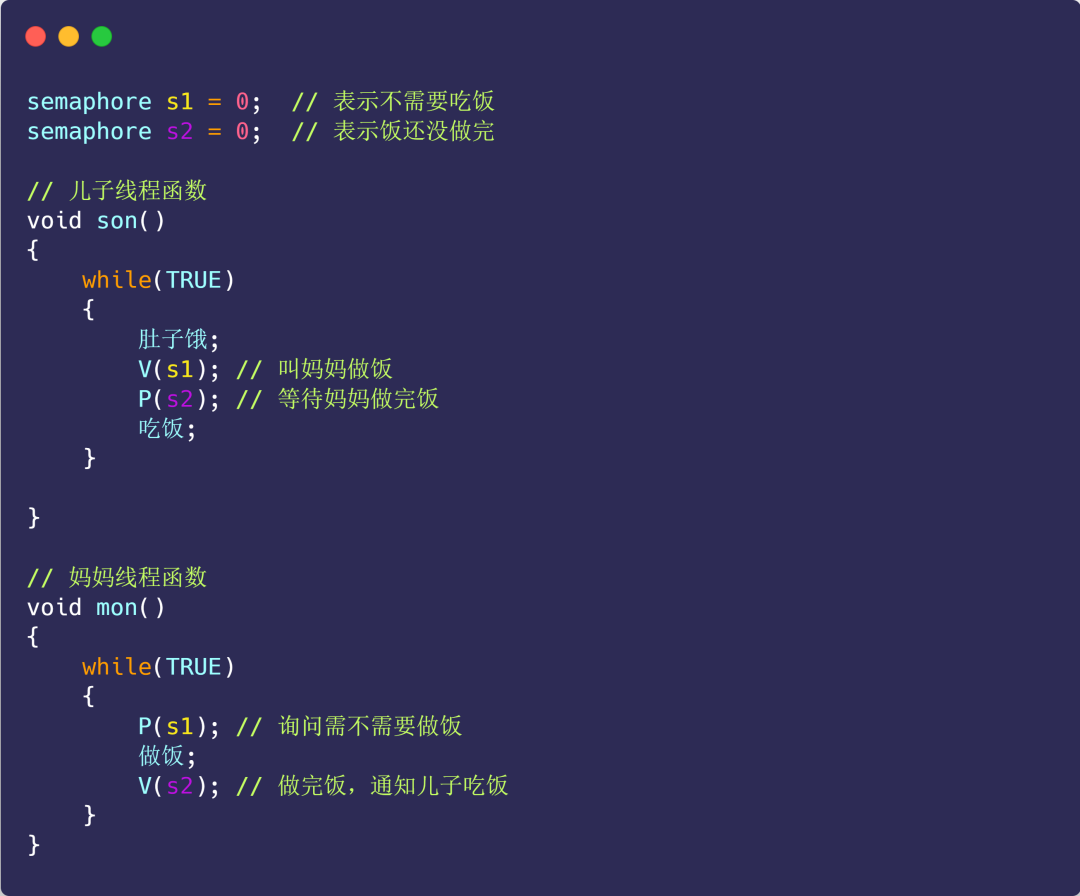 semaphore s1 = 0;  // 表示不需要吃饭
semaphore s2 = 0;  // 表示饭还没做完
// 儿子线程函数
void son()
{
    while(TRUE)
    {
        肚子饿;
        V(s1); // 叫妈妈做饭
        P(s2); // 等待妈妈做完饭
        吃饭;
    }
}
// 妈妈线程函数
void mon()
{
    while(TRUE)
    {
        P(s1); // 询问需不需要做饭
        做饭;
        V(s2); // 做完饭，通知儿子吃饭
    }
}